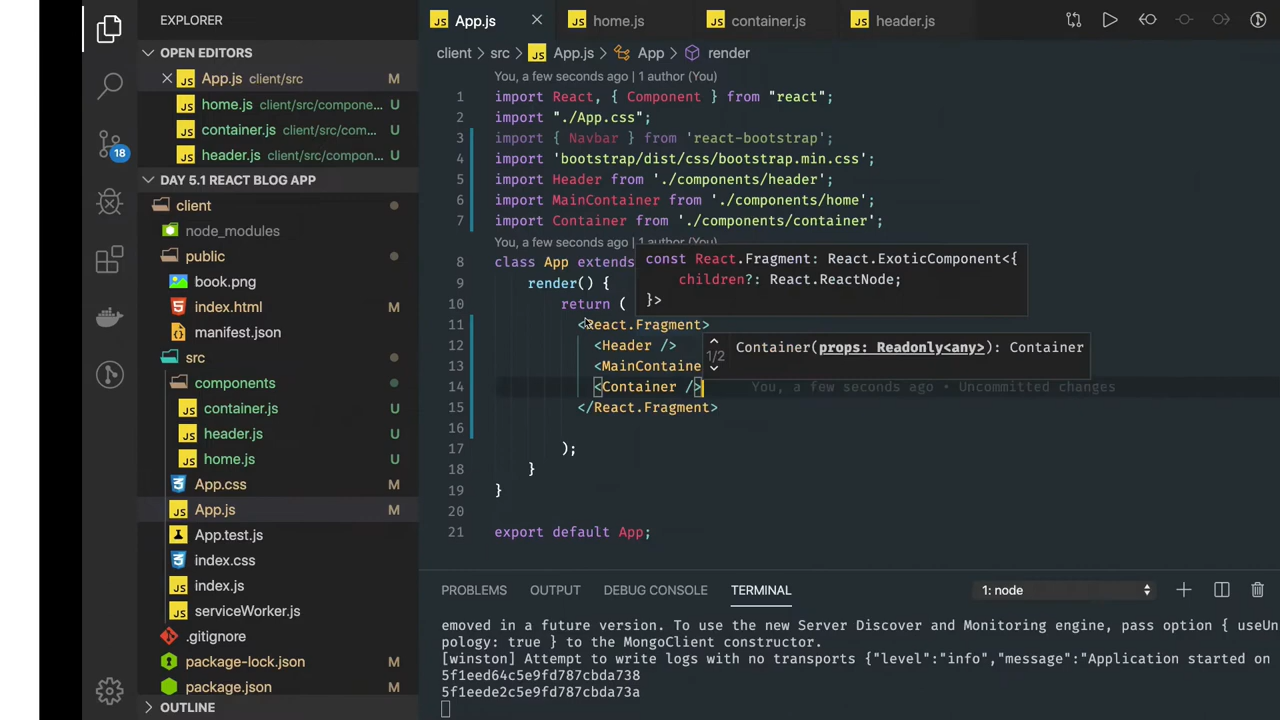 EXPLORER
OPEN EDITORS
App.js client/src M
home.js client/src/compone... U
container.js client/src/com... U
header.js client/src/compon... U
18
DAY 5.1 REACT BLOG APP
client
node_modules
public
book.png
index.html M
manifest.json
src
components
container.js U
header.js U
home.js U
App.css M
App.js M
App.test.js
index.css
index.js
serviceWorker.js
.gitignore
package-lock.json M
package.json M
OUTLINE
App.js home.js container.js header.js
client src App.js App render
You, a few seconds ago | 1 author (You)
1 import React, { Component } from "react";
2 import "./App.css";
3 import { Navbar } from 'react-bootstrap';
4 import 'bootstrap/dist/css/bootstrap.min.css';
5 import Header from './components/header';
6 import MainContainer from './components/home';
7 import Container from './components/container';
You, a few seconds ago | 1 author (You)
8 class App extends
const React.Fragment: React.ExoticComponent<{
children?: React.ReactNode;
}>
9 render() {
10 return (
11 <React.Fragment>
12 <Header />
13 <MainContaine
1/2 Container(props: Readonly<any>): Container
14 <Container /> You, a few seconds ago • Uncommitted changes
15 </React.Fragment>
16
17 );
18 }
19 }
20
21 export default App;
PROBLEMS OUTPUT DEBUG CONSOLE TERMINAL 1: node
emoved in a future version. To use the new Server Discover and Monitoring engine, pass option { useUn
pology: true } to the MongoClient constructor.
[winston] Attempt to write logs with no transports {"level":"info","message":"Application started on
5f1eed64c5e9fd787cbda738
5f1eede2c5e9fd787cbda73a